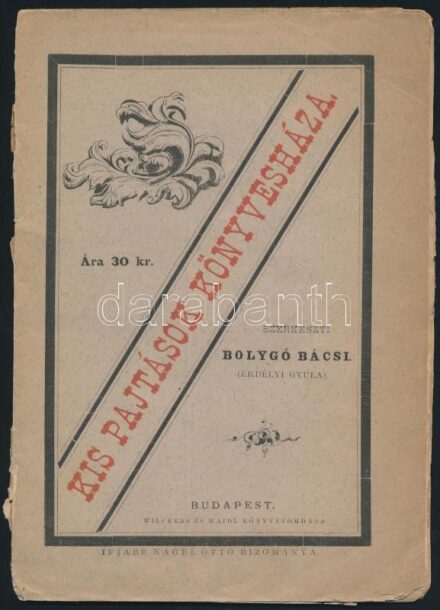 KIS PAJTÁSOK KÖNYVESHÁZA.
Ára 30 kr.
darabanth
SZERKESZTI
BOLYGÓ BÁCSI.
(ERDÉLYI GYULA).
BUDAPEST,
WILCKENS ÉS WAIDL KÖNYVNYOMDÁJA
IFJABB NAGEL OTTÓ BIZOMÁNYA.